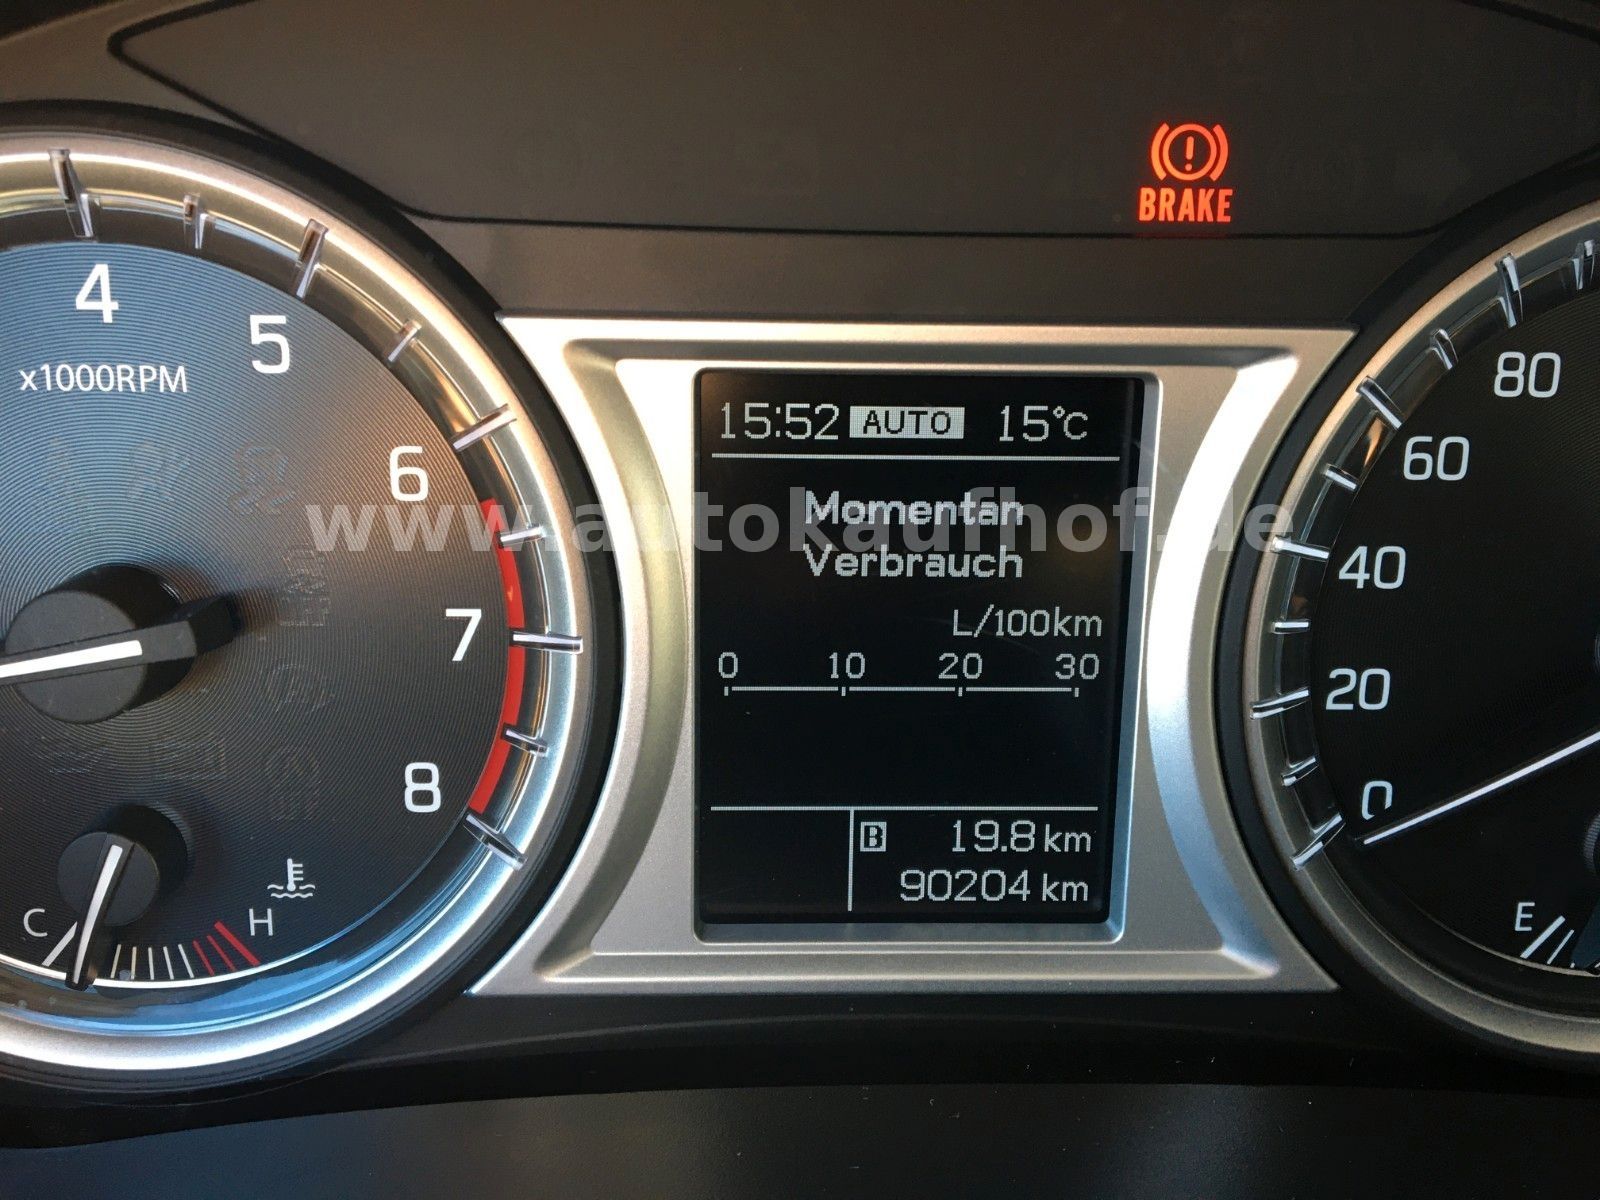 BRAKE
4
5
x1000RPM
6
7
8
C
H
15:52 AUTO 15°C
Momentan
Verbrauch
L/100km
0 10 20 30
B 19.8 km
90204 km
80
60
40
20
0
E
www.autokaufhof.de